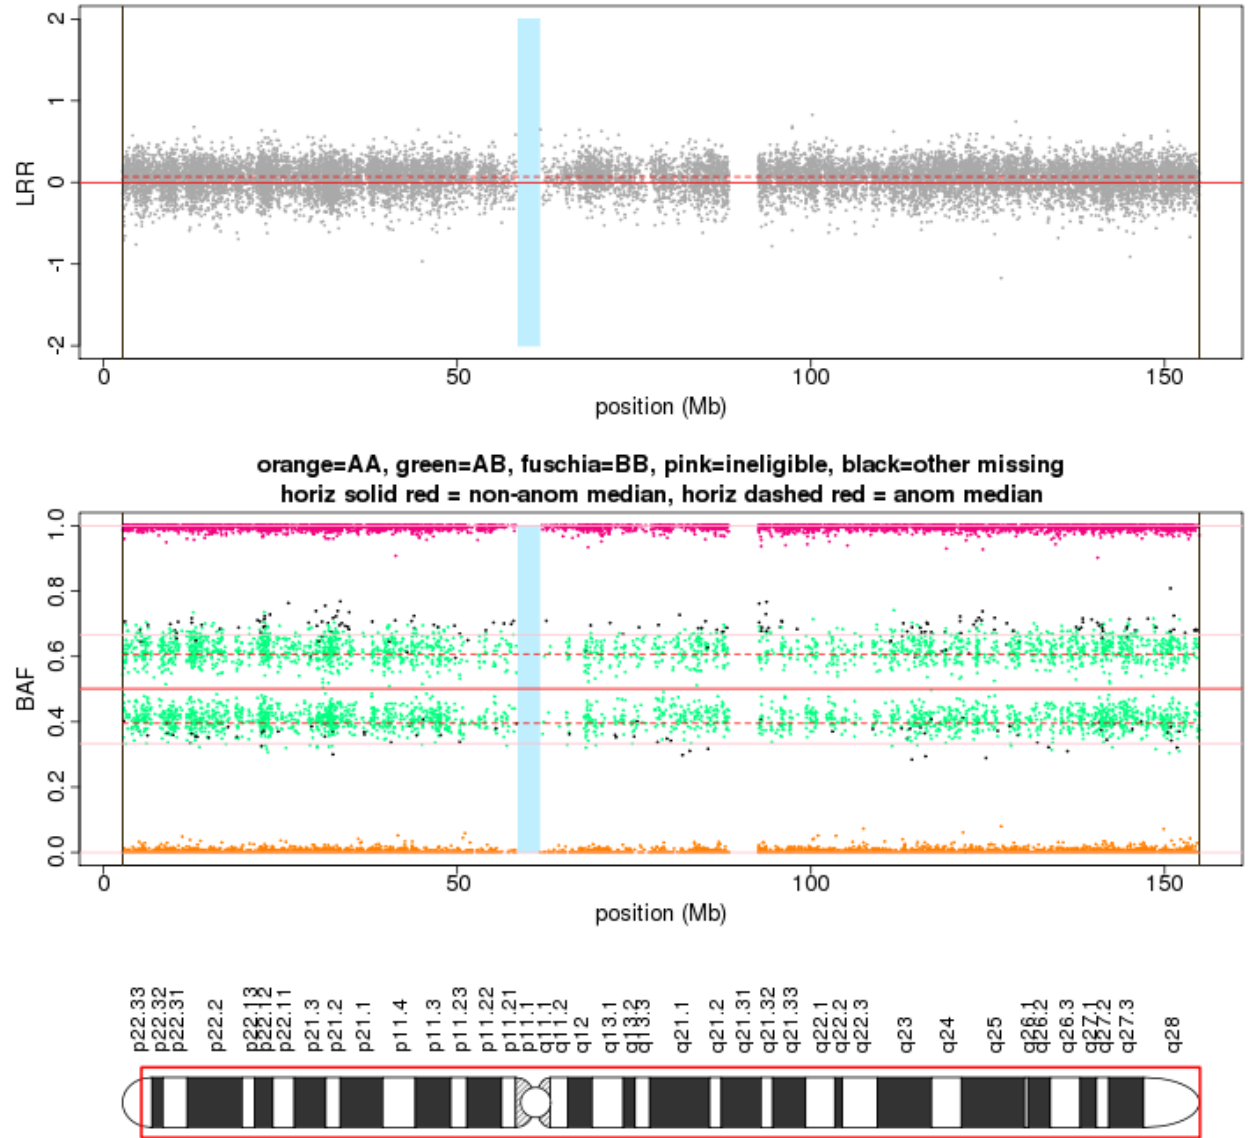 2
1
0
-1
-2
LRR
0 50 100 150
position (Mb)
orange=AA, green=AB, fuschia=BB, pink=ineligible, black=other missing
horiz solid red = non-anom median, horiz dashed red = anom median
1.0
0.8
0.6
0.4
0.2
0.0
BAF
0 50 100 150
position (Mb)
p22.33 p22.32 p22.31 p22.2 p22.13 p22.12 p22.11 p21.3 p21.2 p21.1 p11.4 p11.3 p11.23 p11.22 p11.21 p11.1 q11.1 q11.2 q12 q13.1 q13.2 q13.3 q21.1 q21.2 q21.31 q21.32 q21.33 q22.1 q22.2 q22.3 q23 q24 q25 q26.1 q26.2 q26.3 q27.1 q27.2 q27.3 q28